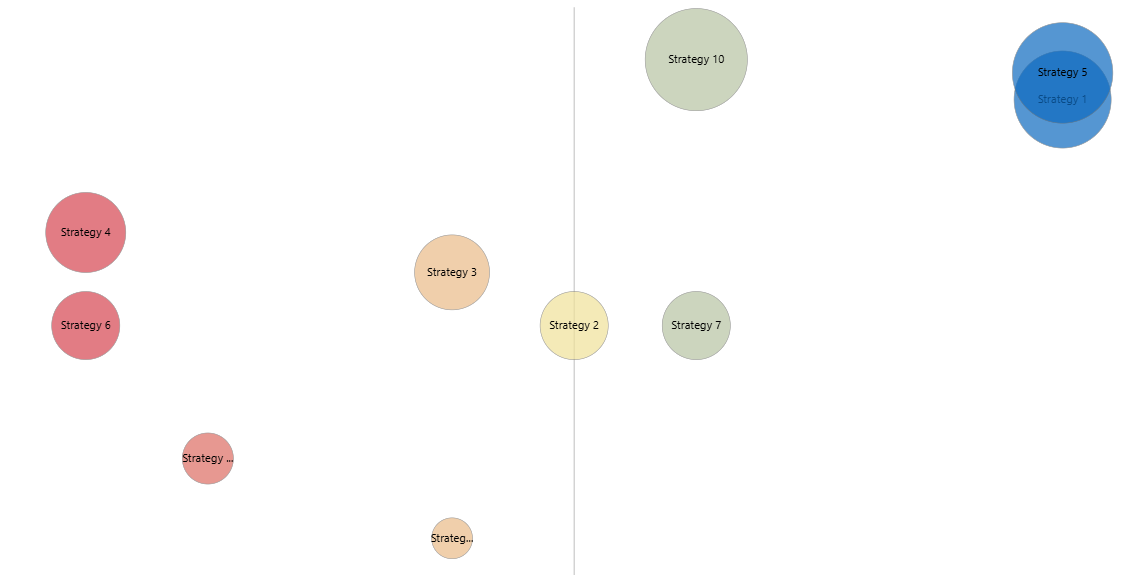 Strategy 10
Strategy 5
Strategy 1
Strategy 4
Strategy 3
Strategy 6
Strategy 2
Strategy 7
Strategy ...
Strateg...